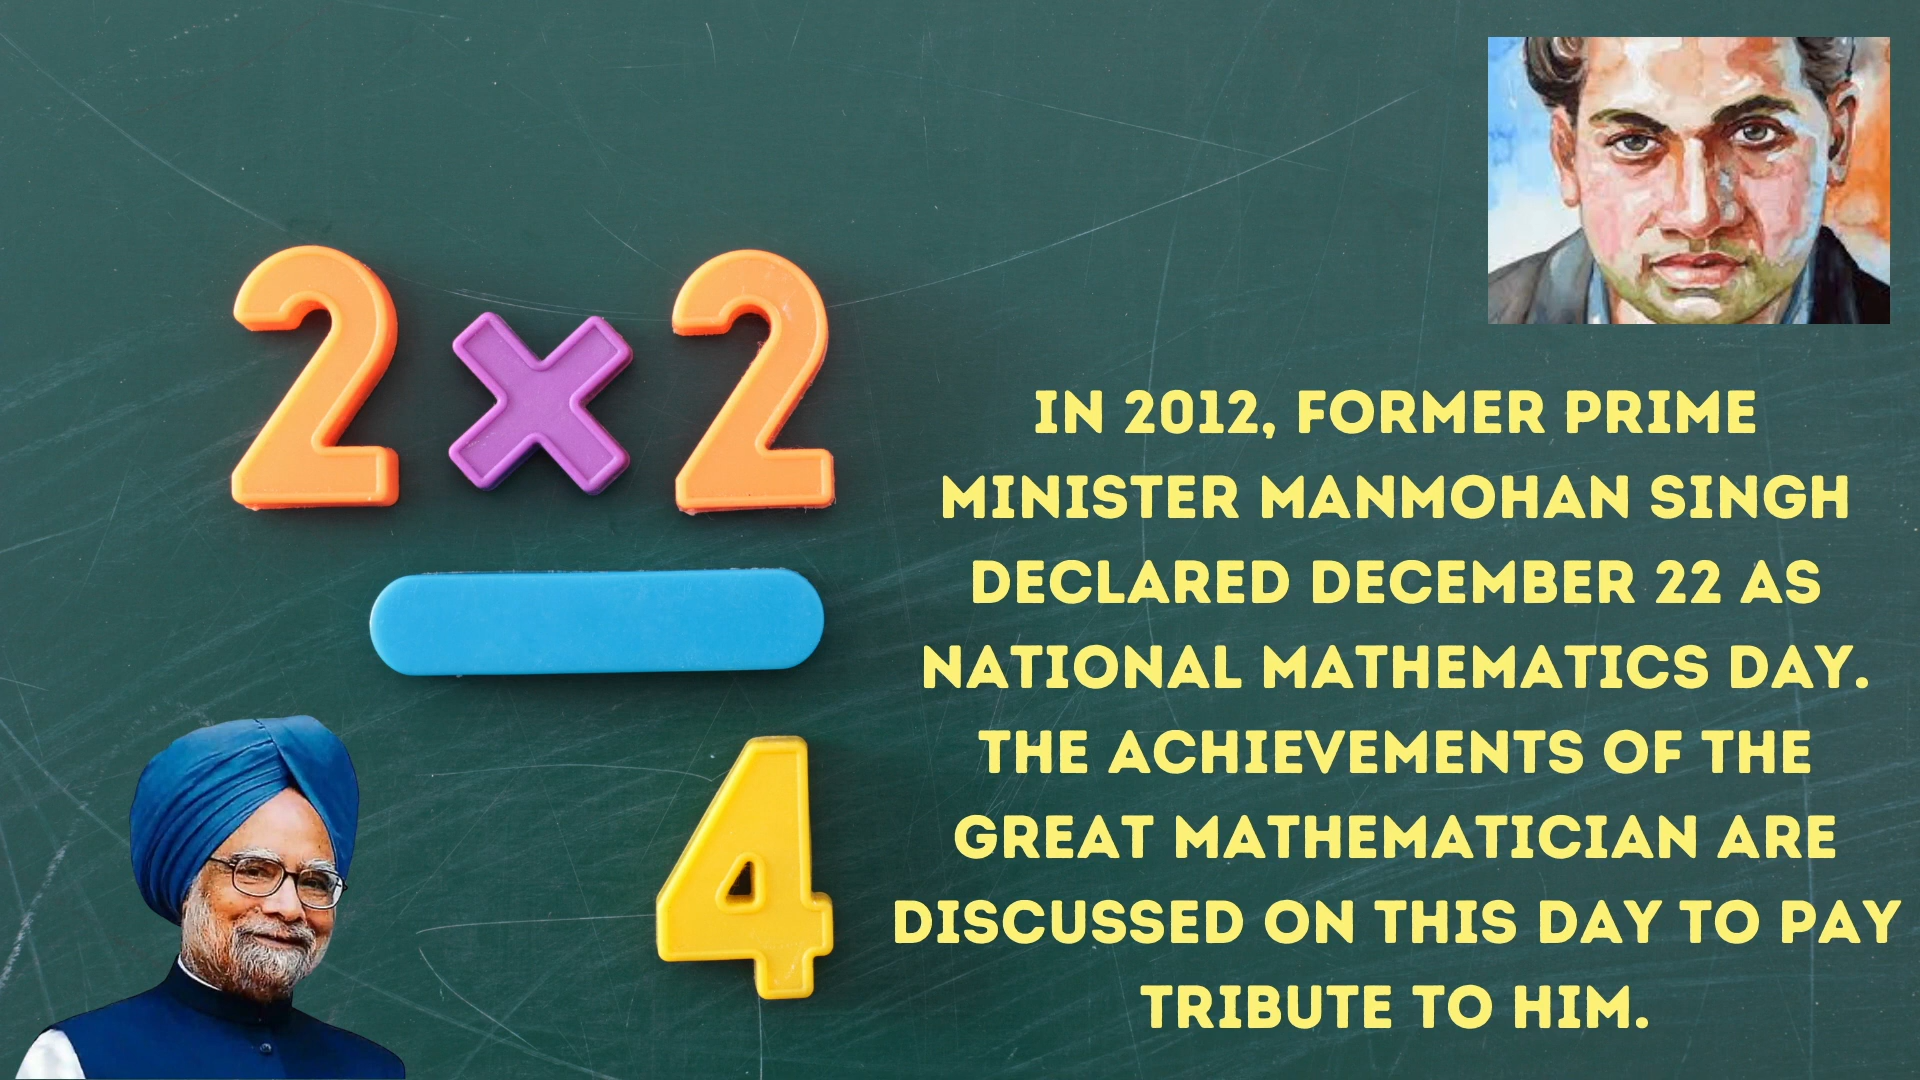 2×2
4
IN 2012, FORMER PRIME
MINISTER MANMOHAN SINGH
DECLARED DECEMBER 22 AS
NATIONAL MATHEMATICS DAY.
THE ACHIEVEMENTS OF THE
GREAT MATHEMATICIAN ARE
DISCUSSED ON THIS DAY TO PAY
TRIBUTE TO HIM.